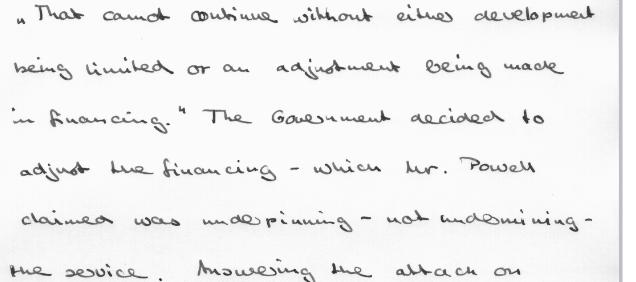 „That cannot continue without either development
being limited or an adjustment being made
in financing." The Government decided to
adjust the financing - which Mr. Powell
claimed was underpinning - not undermining -
the service. Answering the attack on